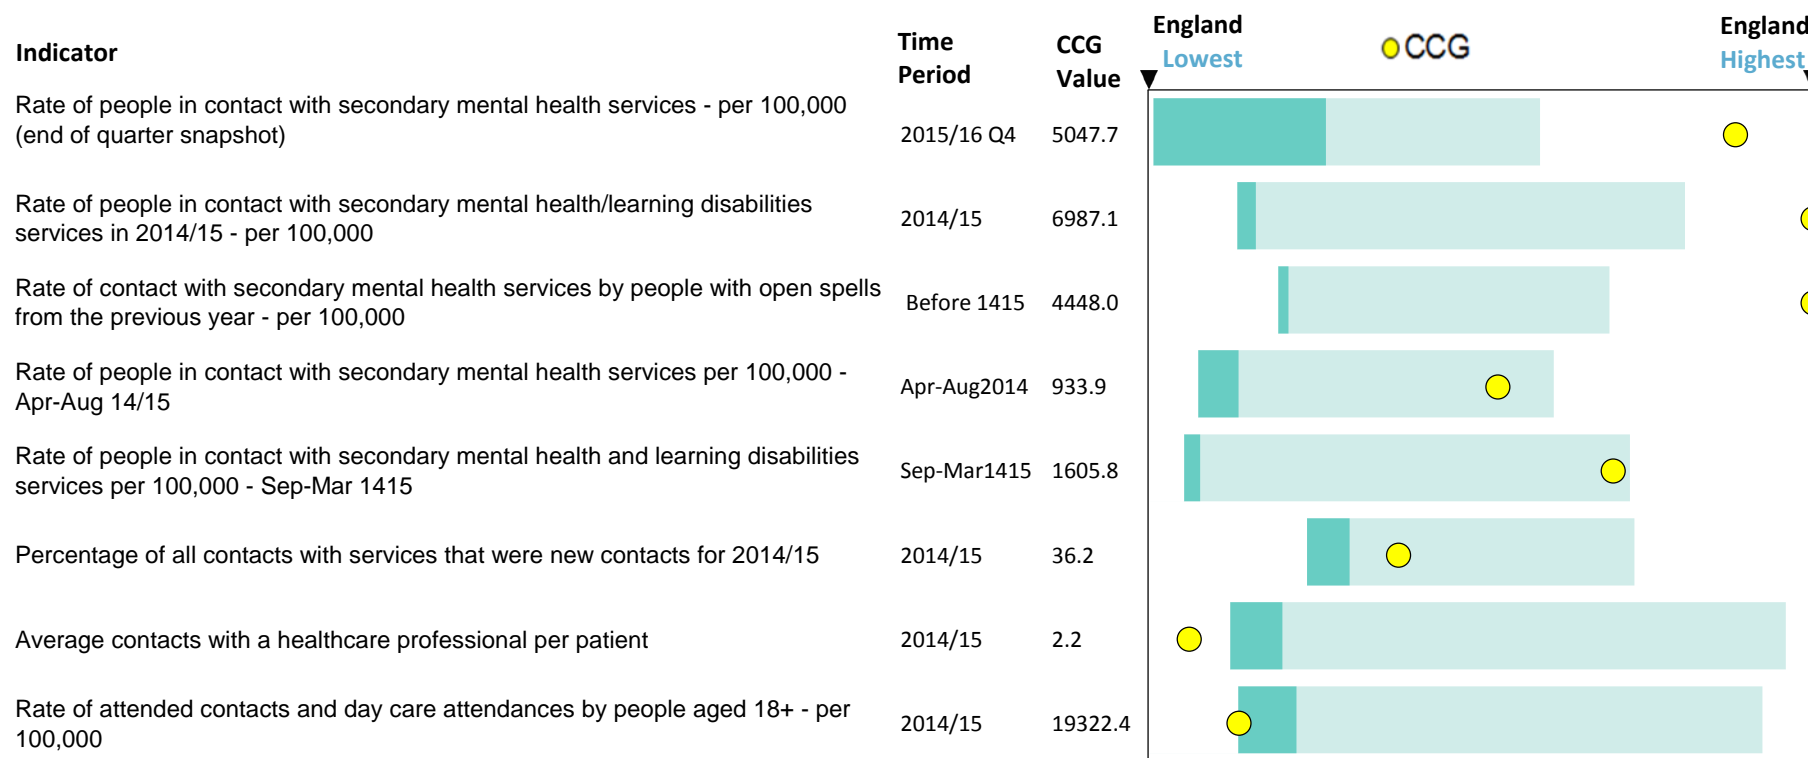 Indicator
Time Period
CCG Value
England Lowest
CCG
England Highest
Rate of people in contact with secondary mental health services - per 100,000
(end of quarter snapshot)
2015/16 Q4 5047.7
Rate of people in contact with secondary mental health/learning disabilities
services in 2014/15 - per 100,000
2014/15 6987.1
Rate of contact with secondary mental health services by people with open spells
from the previous year - per 100,000
Before 1415 4448.0
Rate of people in contact with secondary mental health services per 100,000 -
Apr-Aug 14/15
Apr-Aug2014 933.9
Rate of people in contact with secondary mental health and learning disabilities
services per 100,000 - Sep-Mar 1415
Sep-Mar1415 1605.8
Percentage of all contacts with services that were new contacts for 2014/15
2014/15 36.2
Average contacts with a healthcare professional per patient
2014/15 2.2
Rate of attended contacts and day care attendances by people aged 18+ - per
100,000
2014/15 19322.4